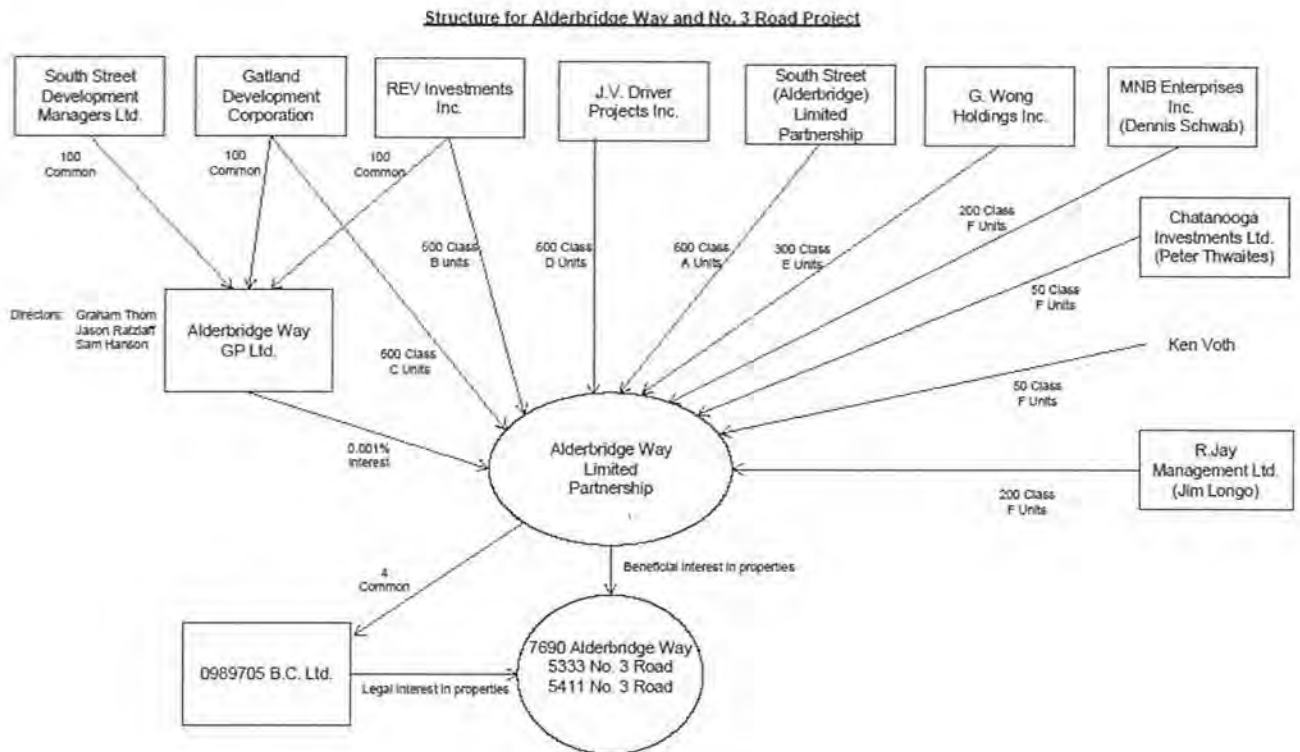 Structure for Alderbridge Way and No. 3 Road Project
South Street
Development
Managers Ltd.
Gatland
Development
Corporation
REV Investments
Inc.
J.V. Driver
Projects Inc.
South Street
(Alderbridge)
Limited
Partnership
G. Wong
Holdings Inc.
MNB Enterprises
Inc.
(Dennis Schwab)
100
Common
100
Common
100
Common
Chatanooga
Investments Ltd.
(Peter Thwaites)
500 Class
B units
600 Class
D Units
600 Class
A Units
300 Class
E Units
200 Class
F Units
50 Class
F Units
Directors: Graham Thom
Jason Ratzlaff
Sam Hanson
Alderbridge Way
GP Ltd.
600 Class
C Units
Ken Voth
50 Class
F Units
0.001%
Interest
Alderbridge Way
Limited
Partnership
R.Jay
Management Ltd.
(Jim Longo)
200 Class
F Units
4
Common
Beneficial interest in properties
0989705 B.C. Ltd.
Legal interest in properties
7690 Alderbridge Way
5333 No. 3 Road
5411 No. 3 Road